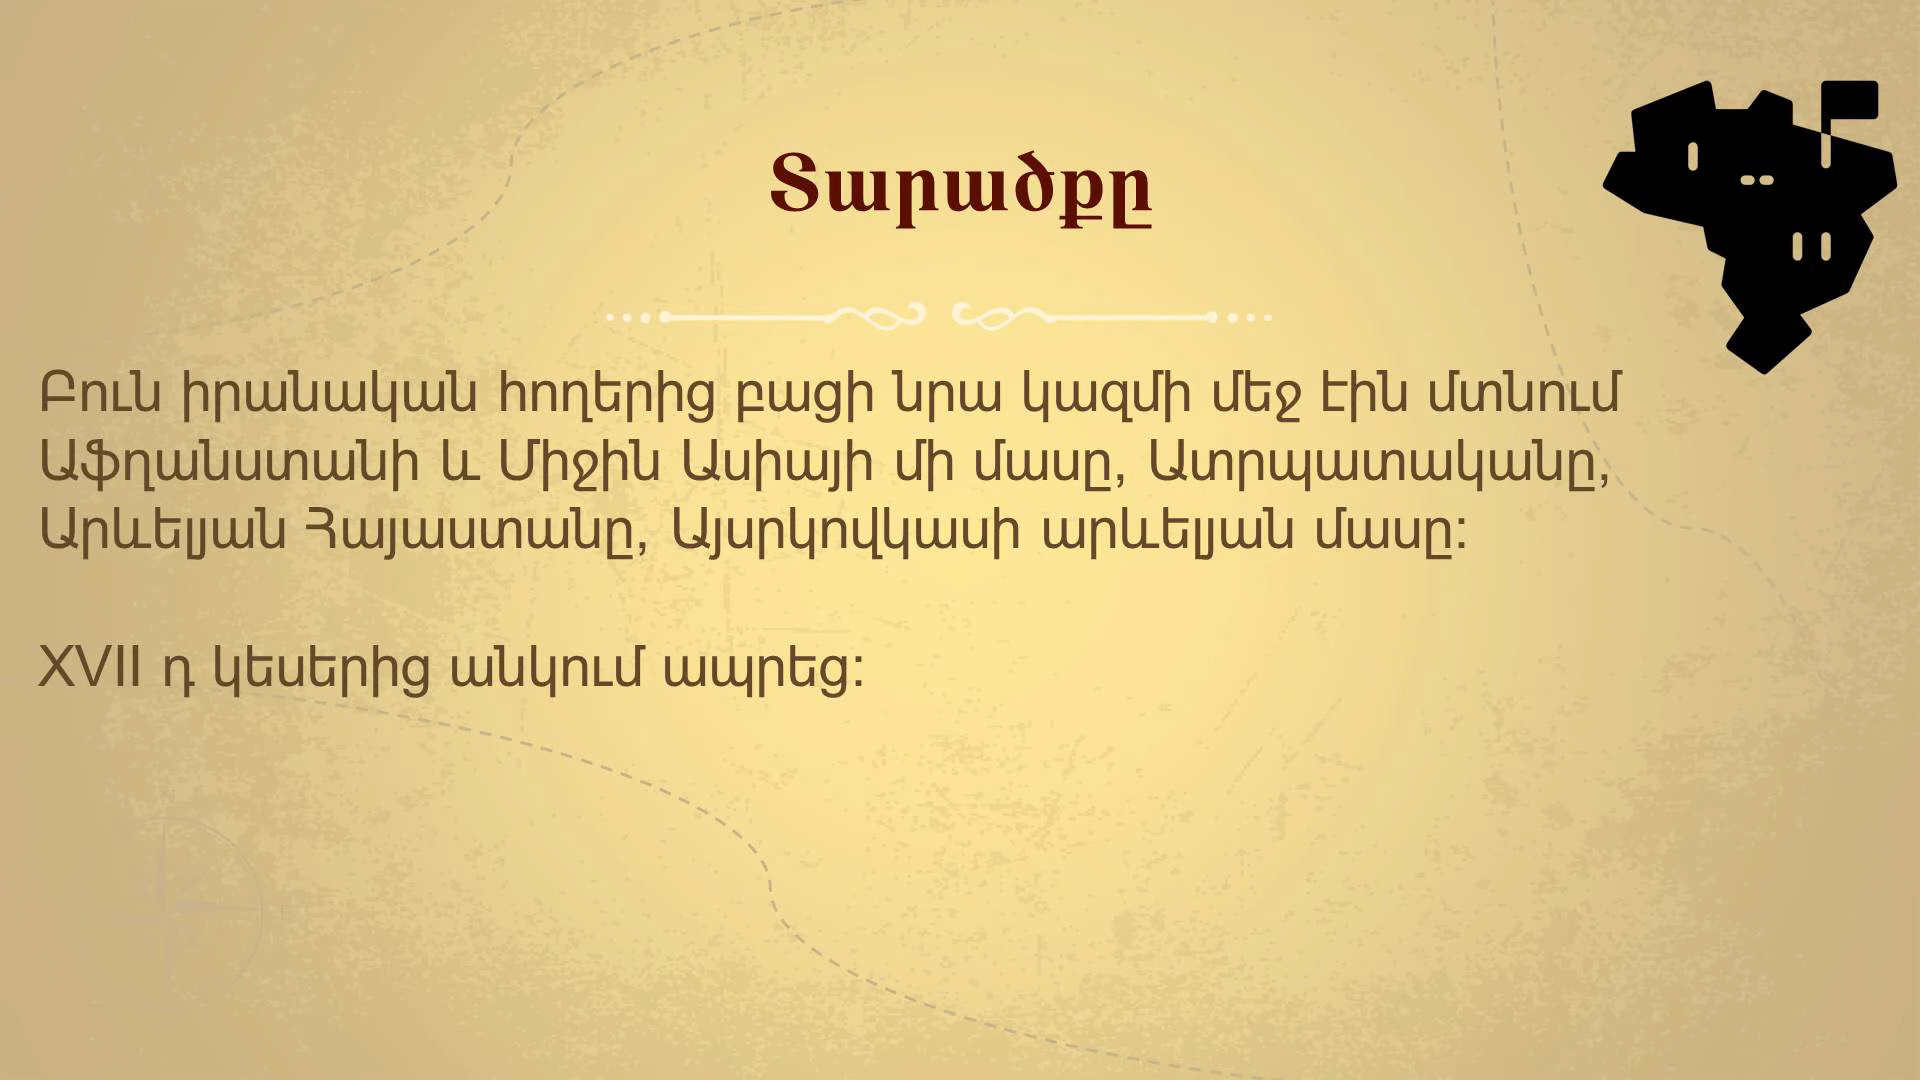 Տարածքը
Բուն իրանական հողերից բացի նրա կազմի մեջ էին մտնում
Աֆղանստանի և Միջին Ասիայի մի մասը, Ատրպատականը,
Արևելյան Հայաստանը, Այսրկովկասի արևելյան մասը:
XVII դ կեսերից անկում ապրեց: